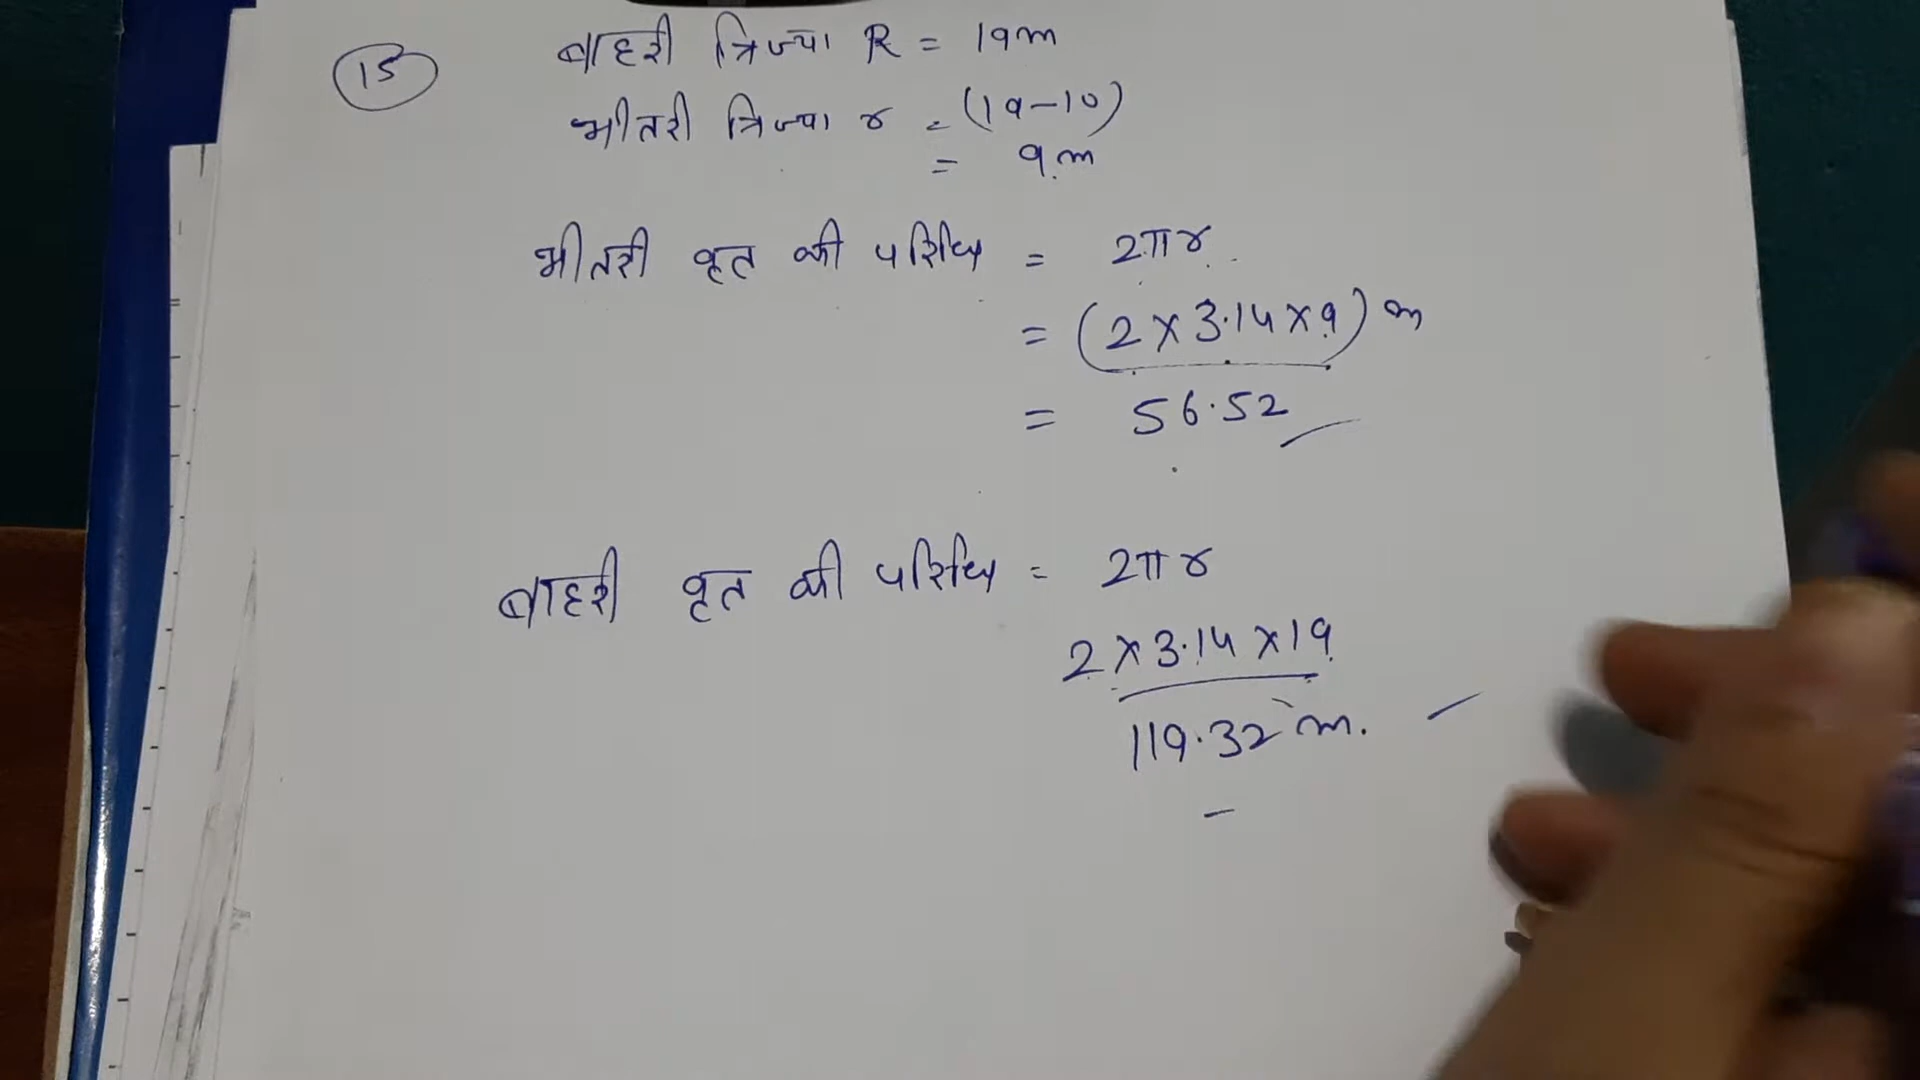 15
बाहरी त्रिज्या R = 19m
भीतरी त्रिज्या r = (19-10)
= 9m
भीतरी वृत की परिधि = 2πr
= (2 × 3.14 × 9) m
= 56.52
बाहरी वृत की परिधि = 2πr
2 × 3.14 × 19
119.32 m.